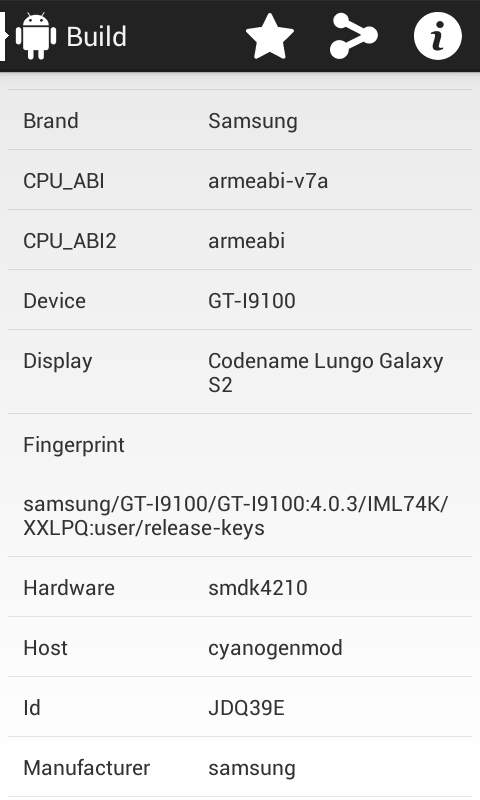 Build
Brand Samsung
CPU_ABI armeabi-v7a
CPU_ABI2 armeabi
Device GT-I9100
Display Codename Lungo Galaxy
S2
Fingerprint
samsung/GT-I9100/GT-I9100:4.0.3/IML74K/
XXLPQ:user/release-keys
Hardware smdk4210
Host cyanogenmod
Id JDQ39E
Manufacturer samsung